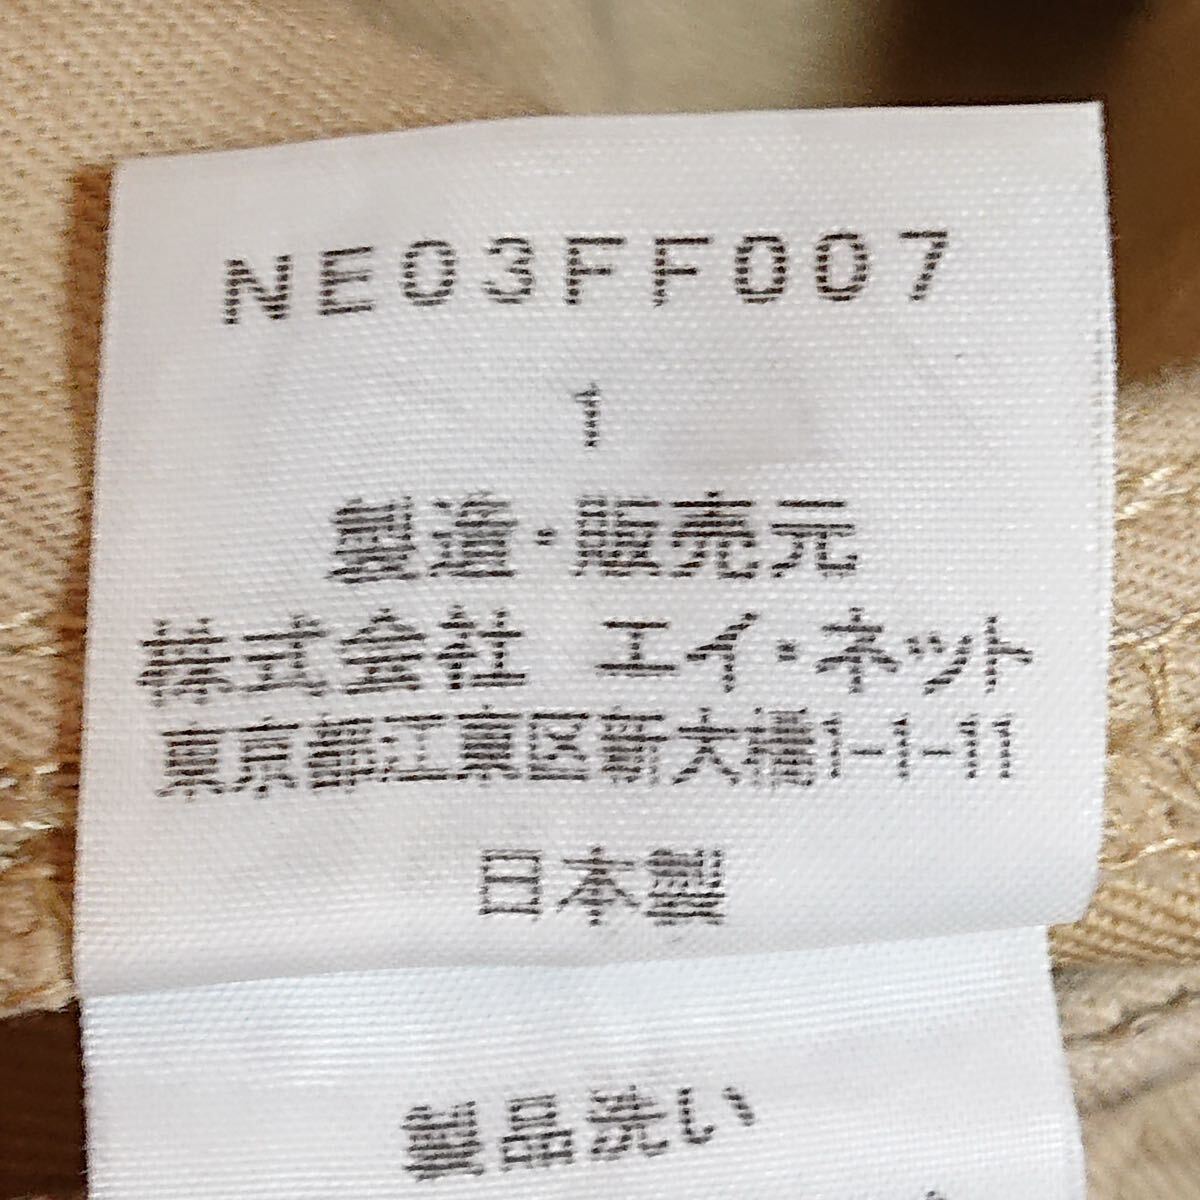 NE03FF007
1
製造・販売元
株式会社 エイ・ネット
東京都江東区新大橋1-1-11
日本製
製品洗い